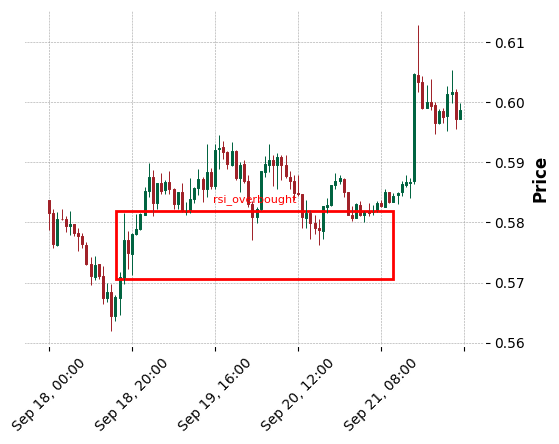 0.61
0.60
0.59
0.58
0.57
0.56
Price
rsi_overbought
Sep 18, 00:00
Sep 18, 20:00
Sep 19, 16:00
Sep 20, 12:00
Sep 21, 08:00